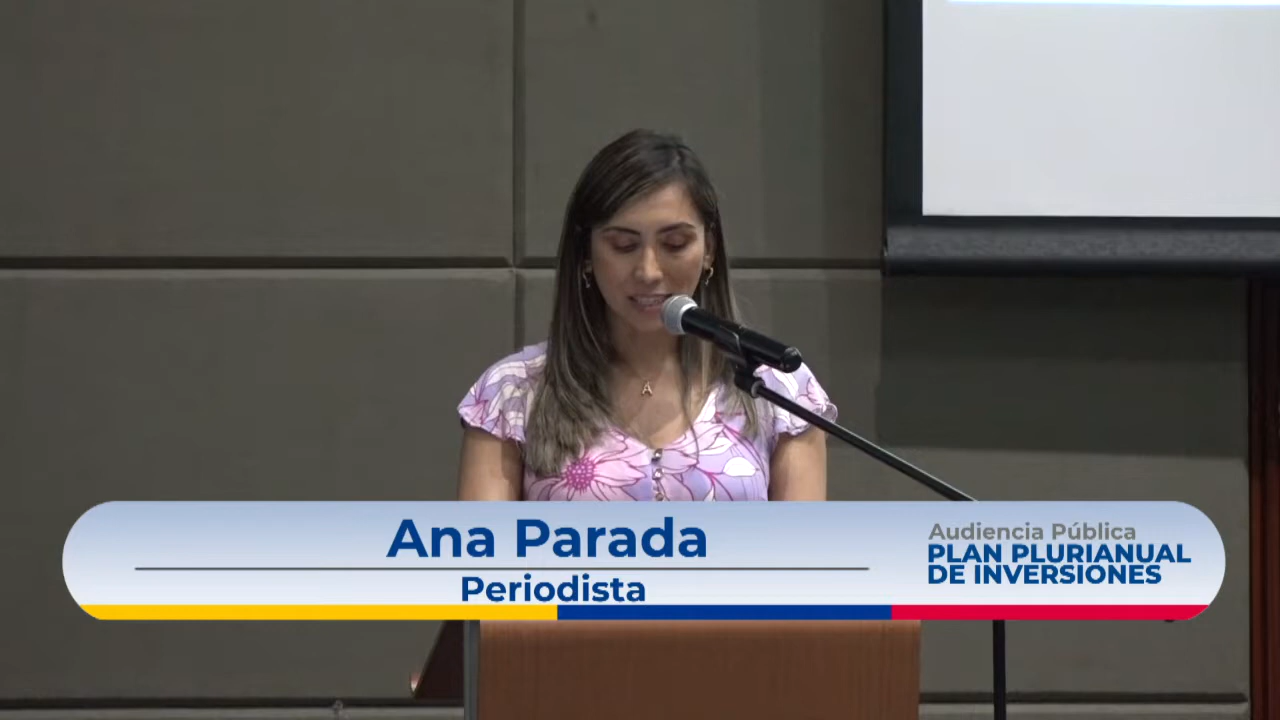 Ana Parada
Periodista
Audiencia Pública
PLAN PLURIANUAL
DE INVERSIONES
A